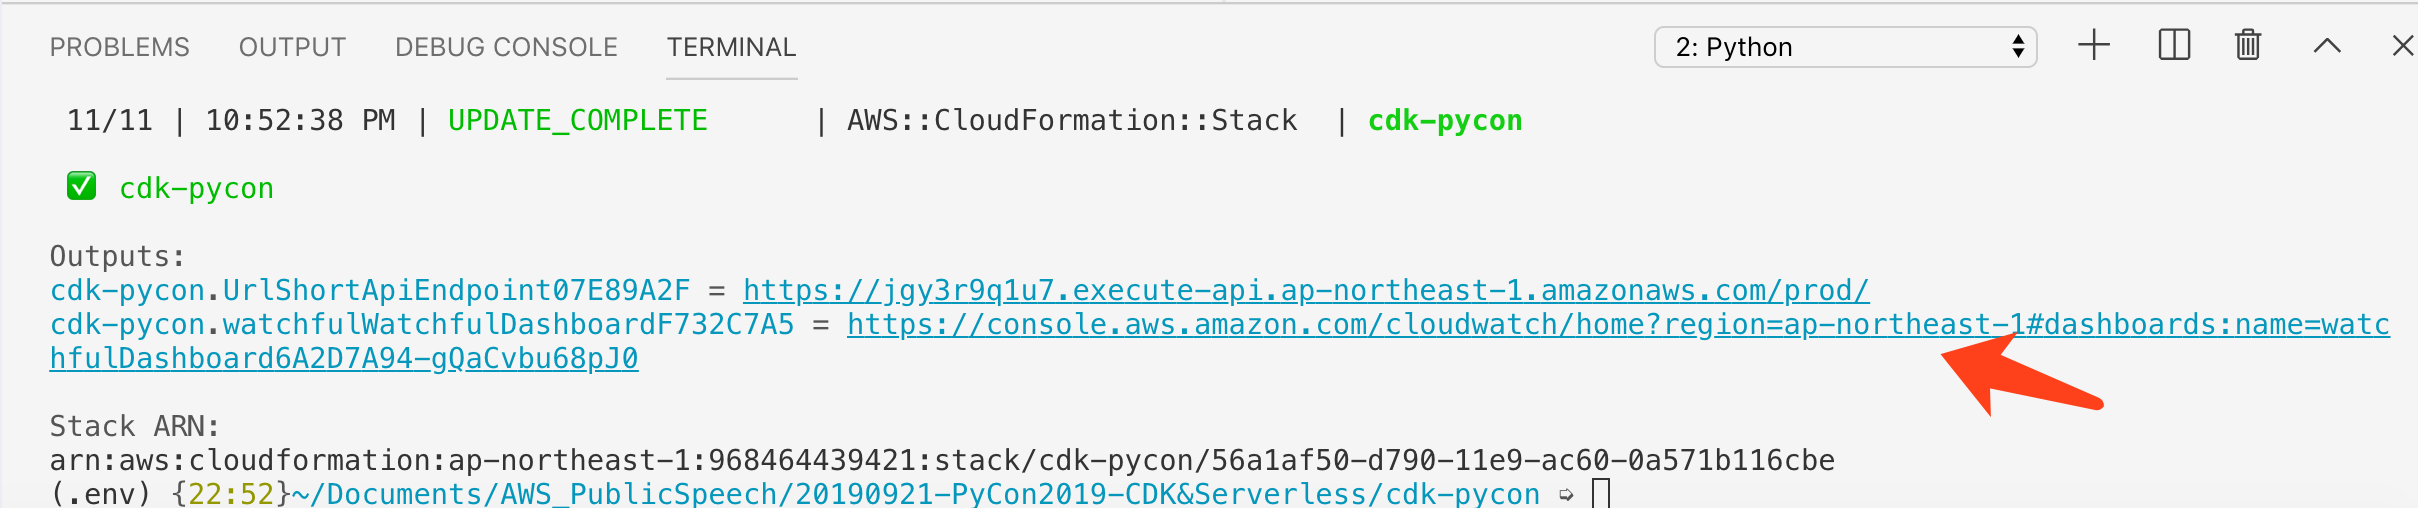 PROBLEMS OUTPUT DEBUG CONSOLE TERMINAL 2: Python
11/11 | 10:52:38 PM | UPDATE_COMPLETE | AWS::CloudFormation::Stack | cdk-pycon
✅ cdk-pycon
Outputs:
cdk-pycon.UrlShortApiEndpoint07E89A2F = https://jgy3r9q1u7.execute-api.ap-northeast-1.amazonaws.com/prod/
cdk-pycon.watchfulWatchfulDashboardF732C7A5 = https://console.aws.amazon.com/cloudwatch/home?region=ap-northeast-1#dashboards:name=watc
hfulDashboard6A2D7A94-gQaCvbu68pJ0
Stack ARN:
arn:aws:cloudformation:ap-northeast-1:968464439421:stack/cdk-pycon/56a1af50-d790-11e9-ac60-0a571b116cbe
(.env) {22:52}~/Documents/AWS_PublicSpeech/20190921-PyCon2019-CDK&Serverless/cdk-pycon ➭